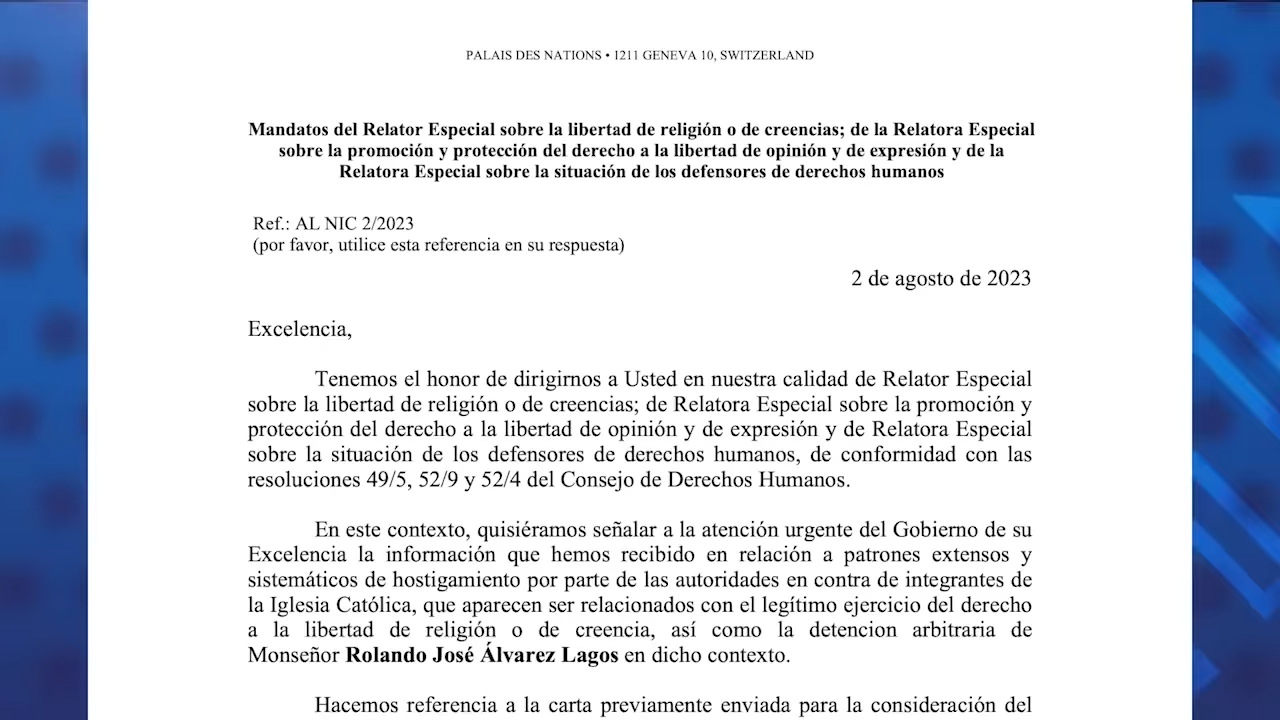 PALAIS DES NATIONS • 1211 GENEVA 10, SWITZERLAND
Mandatos del Relator Especial sobre la libertad de religión o de creencias; de la Relatora Especial
sobre la promoción y protección del derecho a la libertad de opinión y de expresión y de la
Relatora Especial sobre la situación de los defensores de derechos humanos
Ref.: AL NIC 2/2023
(por favor, utilice esta referencia en su respuesta)
2 de agosto de 2023
Excelencia,
Tenemos el honor de dirigirnos a Usted en nuestra calidad de Relator Especial
sobre la libertad de religión o de creencias; de Relatora Especial sobre la promoción y
protección del derecho a la libertad de opinión y de expresión y de Relatora Especial
sobre la situación de los defensores de derechos humanos, de conformidad con las
resoluciones 49/5, 52/9 y 52/4 del Consejo de Derechos Humanos.
En este contexto, quisiéramos señalar a la atención urgente del Gobierno de su
Excelencia la información que hemos recibido en relación a patrones extensos y
sistemáticos de hostigamiento por parte de las autoridades en contra de integrantes de
la Iglesia Católica, que aparecen ser relacionados con el legítimo ejercicio del derecho
a la libertad de religión o de creencia, así como la detencion arbitraria de
Monseñor Rolando José Álvarez Lagos en dicho contexto.
Hacemos referencia a la carta previamente enviada para la consideración del